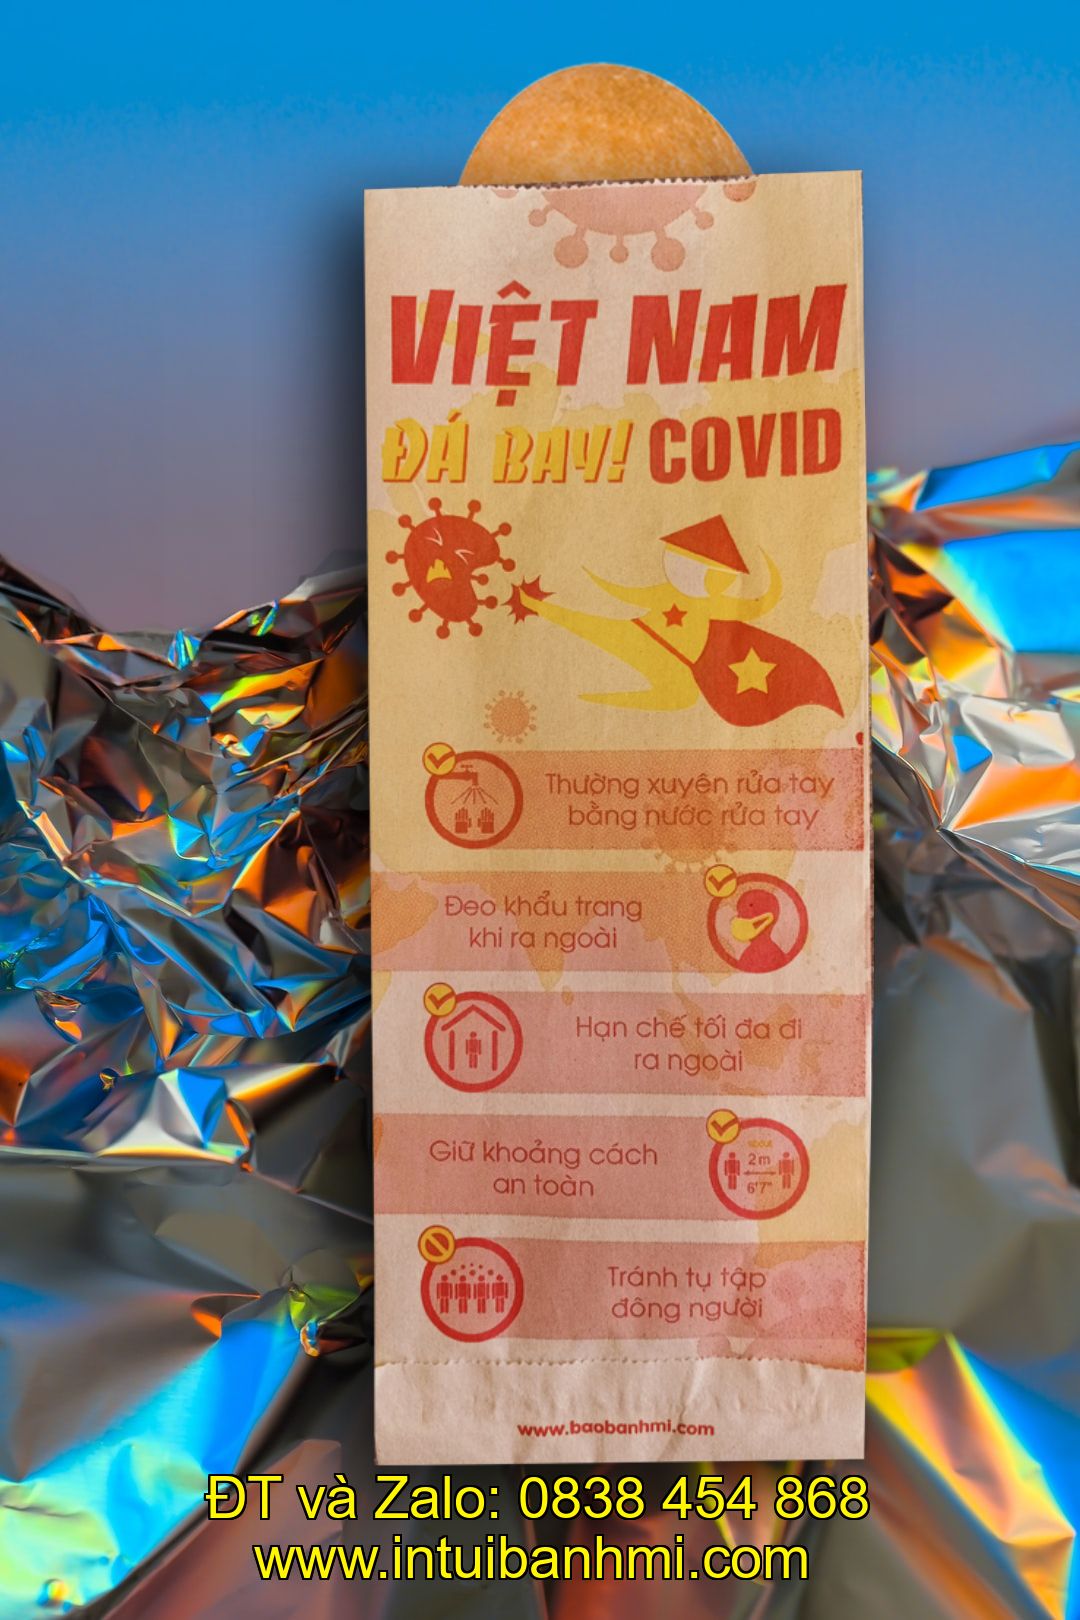 VIỆT NAM
ĐÁ BAY! COVID
Thường xuyên rửa tay
bằng nước rửa tay
Đeo khẩu trang
khi ra ngoài
Hạn chế tối đa đi
ra ngoài
Giữ khoảng cách
an toàn
about
2m
6'7"
Tránh tụ tập
đông người
www.baobanhmi.com
ĐT và Zalo: 0838 454 868
www.intuibanhmi.com